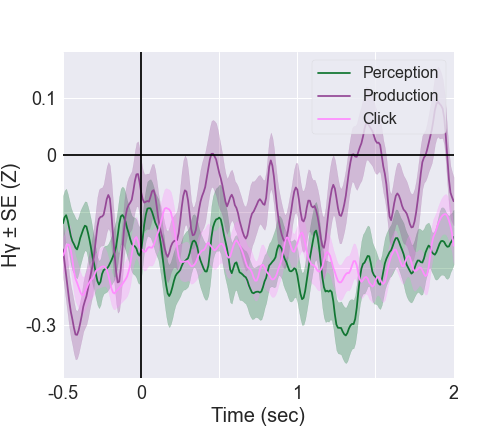 Perception
Production
Click
0.1
0
-0.3
Hγ ± SE (Z)
-0.5
0
1
2
Time (sec)